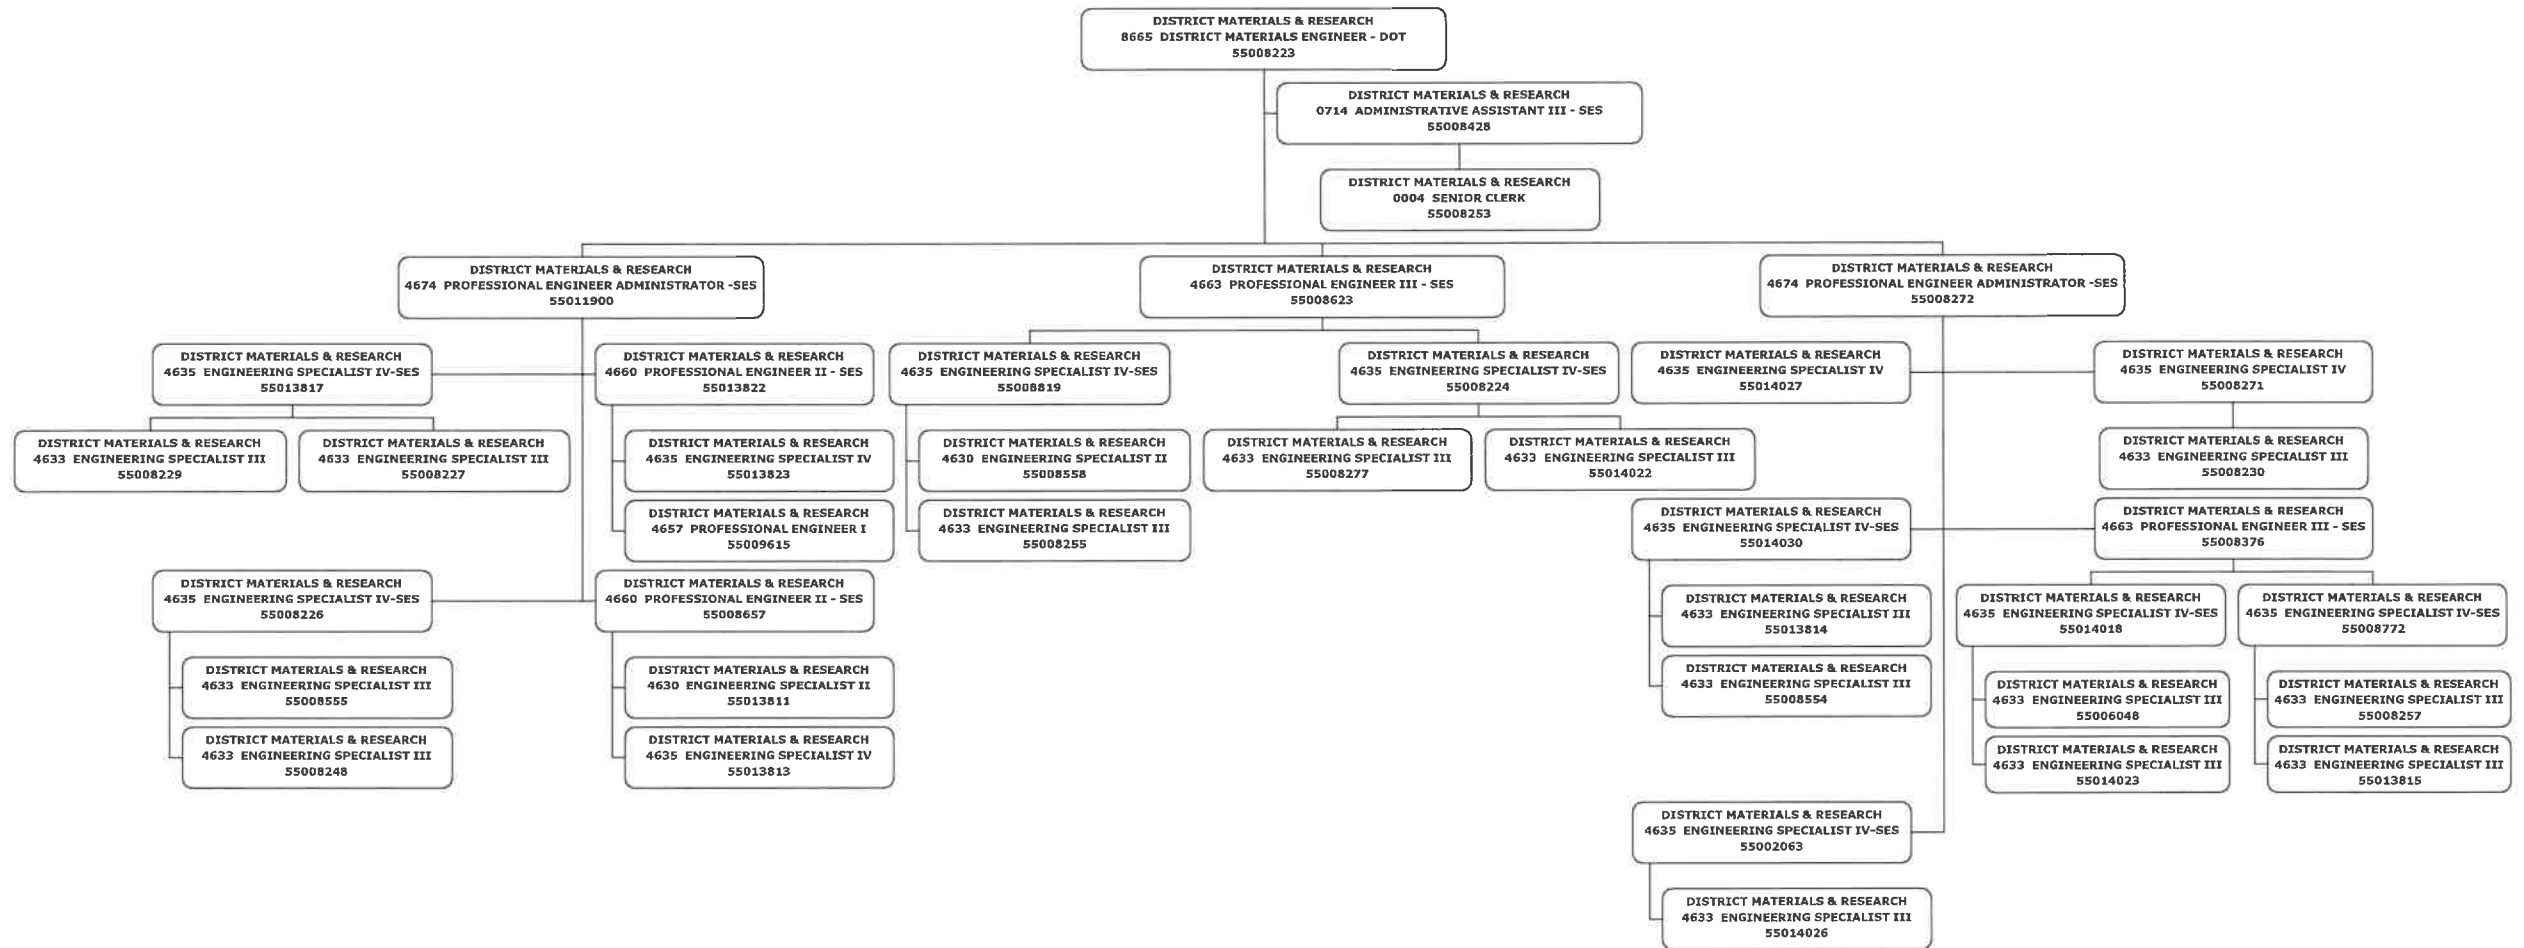 DISTRICT MATERIALS & RESEARCH
8665 DISTRICT MATERIALS ENGINEER - DOT
55008223
DISTRICT MATERIALS & RESEARCH
0714 ADMINISTRATIVE ASSISTANT III - SES
55008428
DISTRICT MATERIALS & RESEARCH
0004 SENIOR CLERK
55008253
DISTRICT MATERIALS & RESEARCH
4674 PROFESSIONAL ENGINEER ADMINISTRATOR -SES
55011900
DISTRICT MATERIALS & RESEARCH
4663 PROFESSIONAL ENGINEER III - SES
55008623
DISTRICT MATERIALS & RESEARCH
4674 PROFESSIONAL ENGINEER ADMINISTRATOR -SES
55008272
DISTRICT MATERIALS & RESEARCH
4635 ENGINEERING SPECIALIST IV-SES
55013817
DISTRICT MATERIALS & RESEARCH
4660 PROFESSIONAL ENGINEER II - SES
55013822
DISTRICT MATERIALS & RESEARCH
4635 ENGINEERING SPECIALIST IV-SES
55008819
DISTRICT MATERIALS & RESEARCH
4635 ENGINEERING SPECIALIST IV-SES
55008224
DISTRICT MATERIALS & RESEARCH
4635 ENGINEERING SPECIALIST IV
55014027
DISTRICT MATERIALS & RESEARCH
4635 ENGINEERING SPECIALIST IV
55008271
DISTRICT MATERIALS & RESEARCH
4633 ENGINEERING SPECIALIST III
55008229
DISTRICT MATERIALS & RESEARCH
4633 ENGINEERING SPECIALIST III
55008227
DISTRICT MATERIALS & RESEARCH
4635 ENGINEERING SPECIALIST IV
55013823
DISTRICT MATERIALS & RESEARCH
4630 ENGINEERING SPECIALIST II
55008558
DISTRICT MATERIALS & RESEARCH
4633 ENGINEERING SPECIALIST III
55008277
DISTRICT MATERIALS & RESEARCH
4633 ENGINEERING SPECIALIST III
55014022
DISTRICT MATERIALS & RESEARCH
4633 ENGINEERING SPECIALIST III
55008230
DISTRICT MATERIALS & RESEARCH
4657 PROFESSIONAL ENGINEER I
55009615
DISTRICT MATERIALS & RESEARCH
4633 ENGINEERING SPECIALIST III
55008255
DISTRICT MATERIALS & RESEARCH
4635 ENGINEERING SPECIALIST IV-SES
55014030
DISTRICT MATERIALS & RESEARCH
4663 PROFESSIONAL ENGINEER III - SES
55008376
DISTRICT MATERIALS & RESEARCH
4635 ENGINEERING SPECIALIST IV-SES
55008226
DISTRICT MATERIALS & RESEARCH
4660 PROFESSIONAL ENGINEER II - SES
55008657
DISTRICT MATERIALS & RESEARCH
4633 ENGINEERING SPECIALIST III
55013814
DISTRICT MATERIALS & RESEARCH
4635 ENGINEERING SPECIALIST IV-SES
55014018
DISTRICT MATERIALS & RESEARCH
4635 ENGINEERING SPECIALIST IV-SES
55008772
DISTRICT MATERIALS & RESEARCH
4633 ENGINEERING SPECIALIST III
55008555
DISTRICT MATERIALS & RESEARCH
4630 ENGINEERING SPECIALIST II
55013811
DISTRICT MATERIALS & RESEARCH
4633 ENGINEERING SPECIALIST III
55008554
DISTRICT MATERIALS & RESEARCH
4633 ENGINEERING SPECIALIST III
55006048
DISTRICT MATERIALS & RESEARCH
4633 ENGINEERING SPECIALIST III
55008257
DISTRICT MATERIALS & RESEARCH
4633 ENGINEERING SPECIALIST III
55008248
DISTRICT MATERIALS & RESEARCH
4635 ENGINEERING SPECIALIST IV
55013813
DISTRICT MATERIALS & RESEARCH
4633 ENGINEERING SPECIALIST III
55014023
DISTRICT MATERIALS & RESEARCH
4633 ENGINEERING SPECIALIST III
55013815
DISTRICT MATERIALS & RESEARCH
4635 ENGINEERING SPECIALIST IV-SES
55002063
DISTRICT MATERIALS & RESEARCH
4633 ENGINEERING SPECIALIST III
55014026